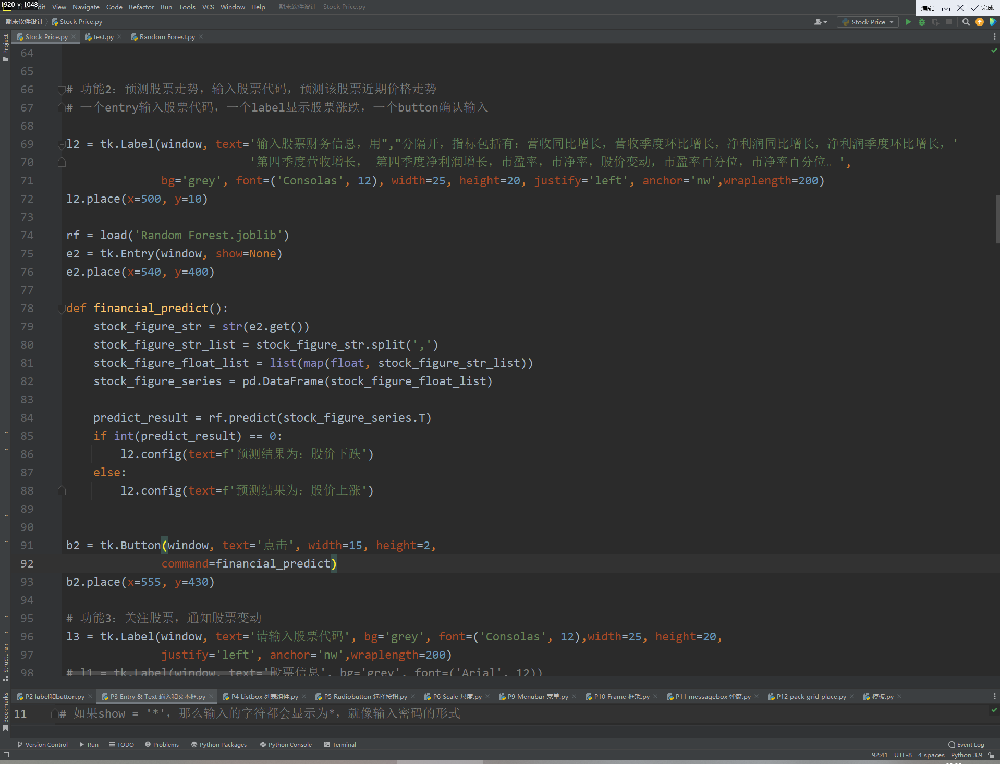 1920 × 1048
Edit View Navigate Code Refactor Run Tools VCS Window Help 期末软件设计 - Stock Price.py
编辑 完成
期末软件设计 Stock Price.py
Stock Price
Project
Stock Price.py test.py Random Forest.py
64
65
66 # 功能2：预测股票走势，输入股票代码，预测该股票近期价格走势
67 # 一个entry输入股票代码，一个label显示股票涨跌，一个button确认输入
68
69 l2 = tk.Label(window, text='输入股票财务信息，用","分隔开，指标包括有：营收同比增长，营收季度环比增长，净利润同比增长，净利润季度环比增长，'
70 '第四季度营收增长， 第四季度净利润增长，市盈率，市净率，股价变动，市盈率百分位，市净率百分位。',
71 bg='grey', font=('Consolas', 12), width=25, height=20, justify='left', anchor='nw',wraplength=200)
72 l2.place(x=500, y=10)
73
74 rf = load('Random Forest.joblib')
75 e2 = tk.Entry(window, show=None)
76 e2.place(x=540, y=400)
77
78 def financial_predict():
79 stock_figure_str = str(e2.get())
80 stock_figure_str_list = stock_figure_str.split(',')
81 stock_figure_float_list = list(map(float, stock_figure_str_list))
82 stock_figure_series = pd.DataFrame(stock_figure_float_list)
83
84 predict_result = rf.predict(stock_figure_series.T)
85 if int(predict_result) == 0:
86 l2.config(text=f'预测结果为：股价下跌')
87 else:
88 l2.config(text=f'预测结果为：股价上涨')
89
90
91 b2 = tk.Button(window, text='点击', width=15, height=2,
92 command=financial_predict)
93 b2.place(x=555, y=430)
94
95 # 功能3：关注股票，通知股票变动
96 l3 = tk.Label(window, text='请输入股票代码', bg='grey', font=('Consolas', 12),width=25, height=20,
97 justify='left', anchor='nw',wraplength=200)
98 # l1 = tk.Label(window, text='股票信息', bg='grey', font=('Arial', 12))
Structure
Bookmarks
P2 label和button.py P3 Entry & Text 输入和文本框.py P4 Listbox 列表组件.py P5 Radiobutton 选择按钮.py P6 Scale 尺度.py P9 Menubar 菜单.py P10 Frame 框架.py P11 messagebox 弹窗.py P12 pack grid place.py 模板.py
11 # 如果show = '*'，那么输入的字符都会显示为*，就像输入密码的形式
Version Control Run TODO Problems Python Packages Python Console Terminal Event Log
92:41 UTF-8 4 spaces Python 3.9